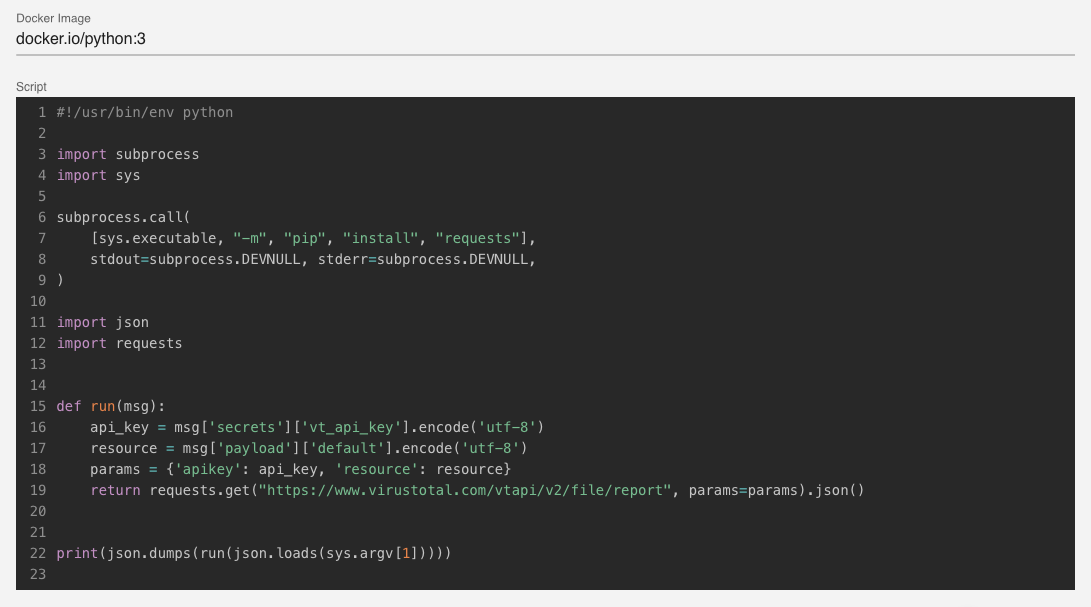 Docker Image
docker.io/python:3
Script
1 #!/usr/bin/env python
2
3 import subprocess
4 import sys
5
6 subprocess.call(
7     [sys.executable, "-m", "pip", "install", "requests"],
8     stdout=subprocess.DEVNULL, stderr=subprocess.DEVNULL,
9 )
10
11 import json
12 import requests
13
14
15 def run(msg):
16     api_key = msg['secrets']['vt_api_key'].encode('utf-8')
17     resource = msg['payload']['default'].encode('utf-8')
18     params = {'apikey': api_key, 'resource': resource}
19     return requests.get("https://www.virustotal.com/vtapi/v2/file/report", params=params).json()
20
21
22 print(json.dumps(run(json.loads(sys.argv[1]))))
23